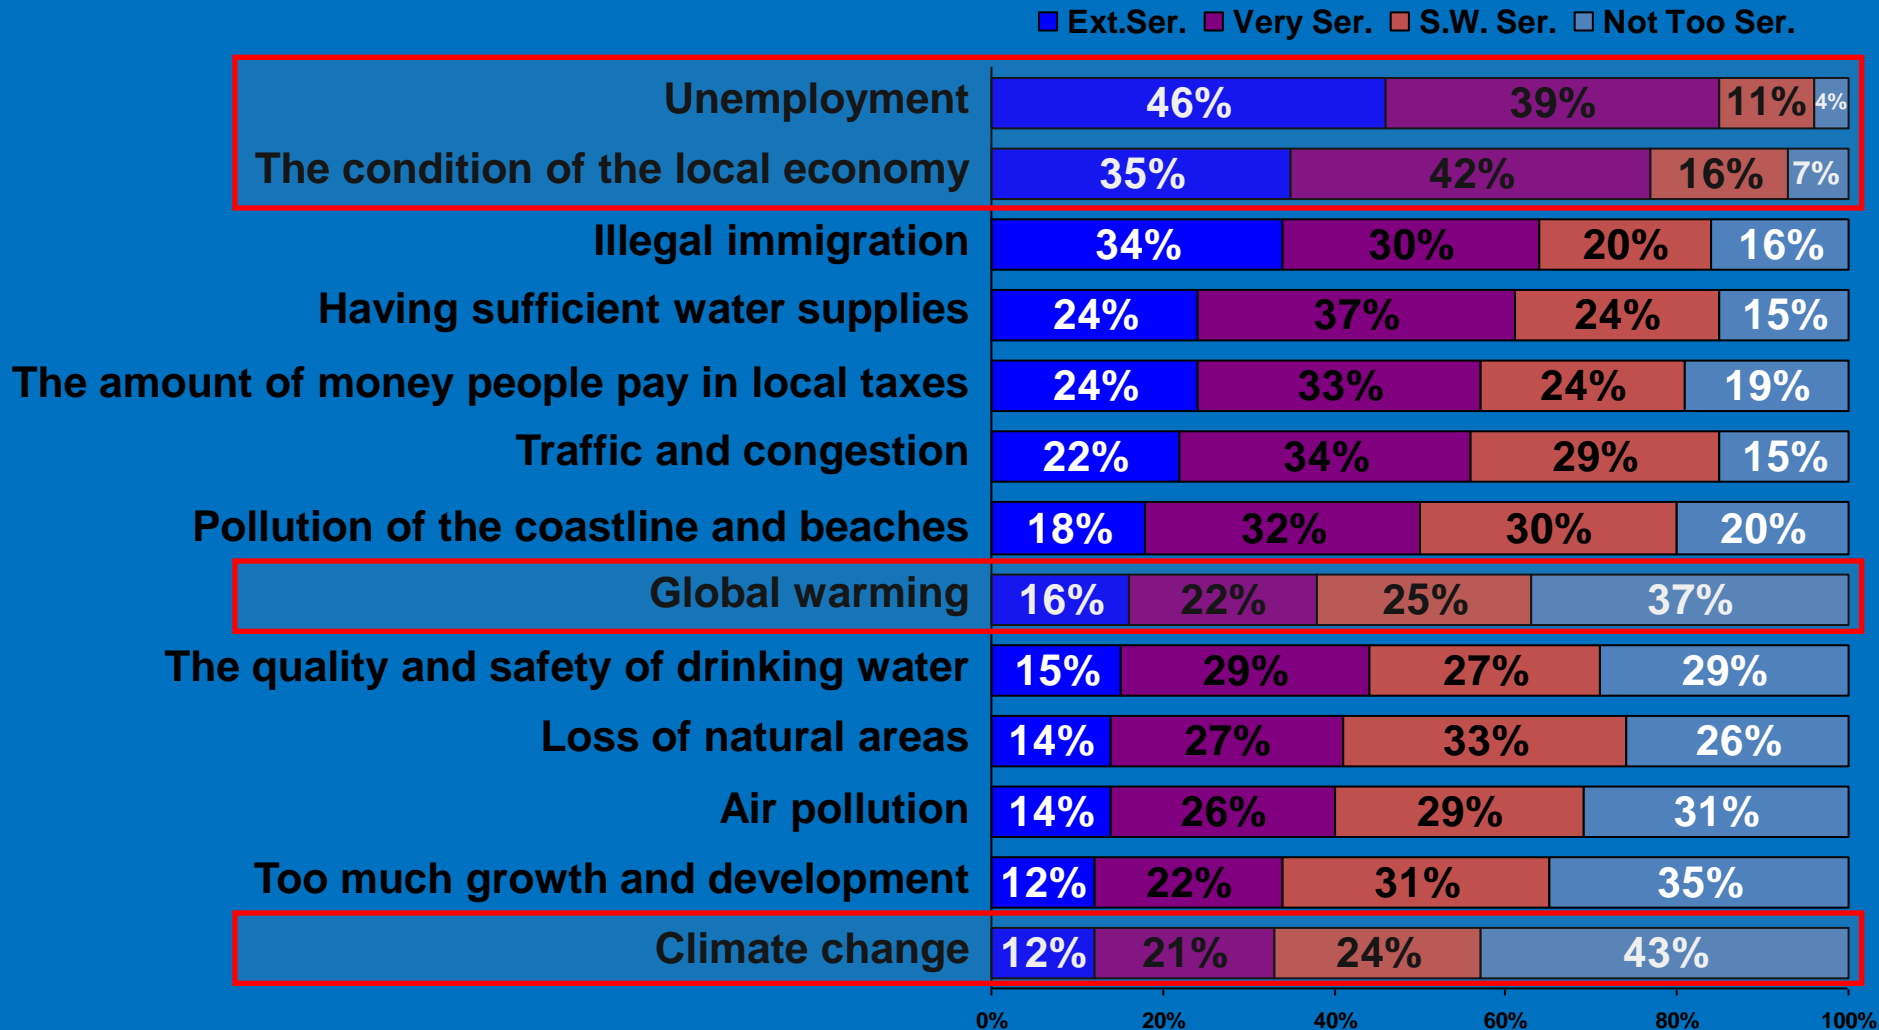 Ext.Ser. Very Ser. S.W. Ser. Not Too Ser.
Unemployment 46% 39% 11% 4%
The condition of the local economy 35% 42% 16% 7%
Illegal immigration 34% 30% 20% 16%
Having sufficient water supplies 24% 37% 24% 15%
The amount of money people pay in local taxes 24% 33% 24% 19%
Traffic and congestion 22% 34% 29% 15%
Pollution of the coastline and beaches 18% 32% 30% 20%
Global warming 16% 22% 25% 37%
The quality and safety of drinking water 15% 29% 27% 29%
Loss of natural areas 14% 27% 33% 26%
Air pollution 14% 26% 29% 31%
Too much growth and development 12% 22% 31% 35%
Climate change 12% 21% 24% 43%
0% 20% 40% 60% 80% 100%